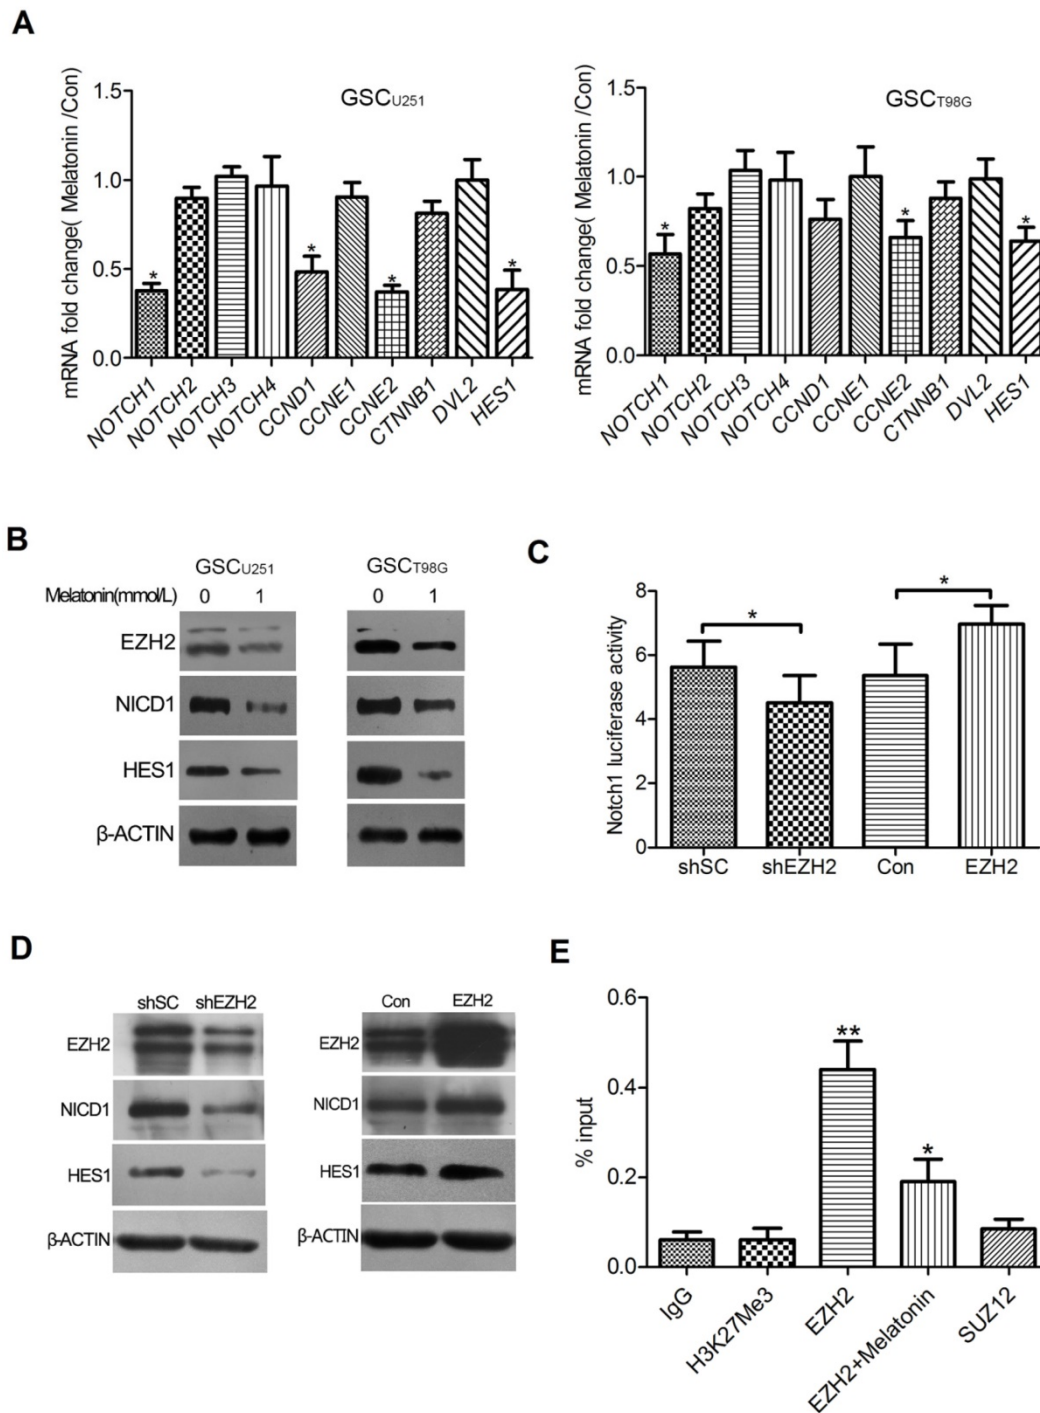 A
mRNA fold change( Melatonin /Con)
GSCU251
1.5
1.0
0.5
0.0
*
*
*
*
NOTCH1
NOTCH2
NOTCH3
NOTCH4
CCND1
CCNE1
CCNE2
CTNNB1
DVL2
HES1
mRNA fold change( Melatonin /Con)
GSCT98G
1.5
1.0
0.5
0.0
*
*
*
NOTCH1
NOTCH2
NOTCH3
NOTCH4
CCND1
CCNE1
CCNE2
CTNNB1
DVL2
HES1
B
GSCU251 GSCT98G
Melatonin(mmol/L) 0 1 0 1
EZH2
NICD1
HES1
β-ACTIN
C
Notch1 luciferase activity
8
6
4
2
0
*
*
shSC shEZH2 Con EZH2
D
shSC shEZH2
EZH2
NICD1
HES1
β-ACTIN
Con EZH2
EZH2
NICD1
HES1
β-ACTIN
E
% input
0.6
0.4
0.2
0.0
**
*
IgG
H3K27Me3
EZH2
EZH2+Melatonin
SUZ12